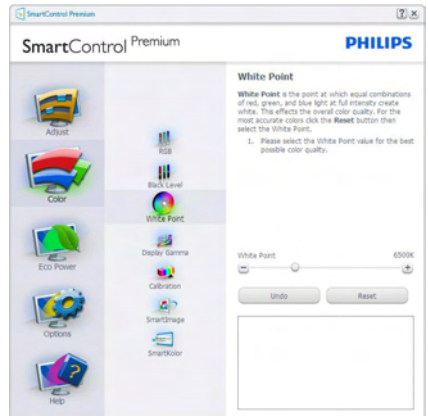 SmartControl Premium
SmartControl Premium
PHILIPS
Adjust
Color
Eco Power
Options
Help
RGB
Black Level
White Point
Display Gamma
Calibration
SmartImage
SmartKolor
White Point
White Point is the point at which equal combinations
of red, green, and blue light at full intensity create
white. This effects the overall color quality. For the
most accurate colors click the Reset button then
select the White Point.
1. Please select the White Point value for the best
possible color quality.
White Point 6500K
Undo Reset